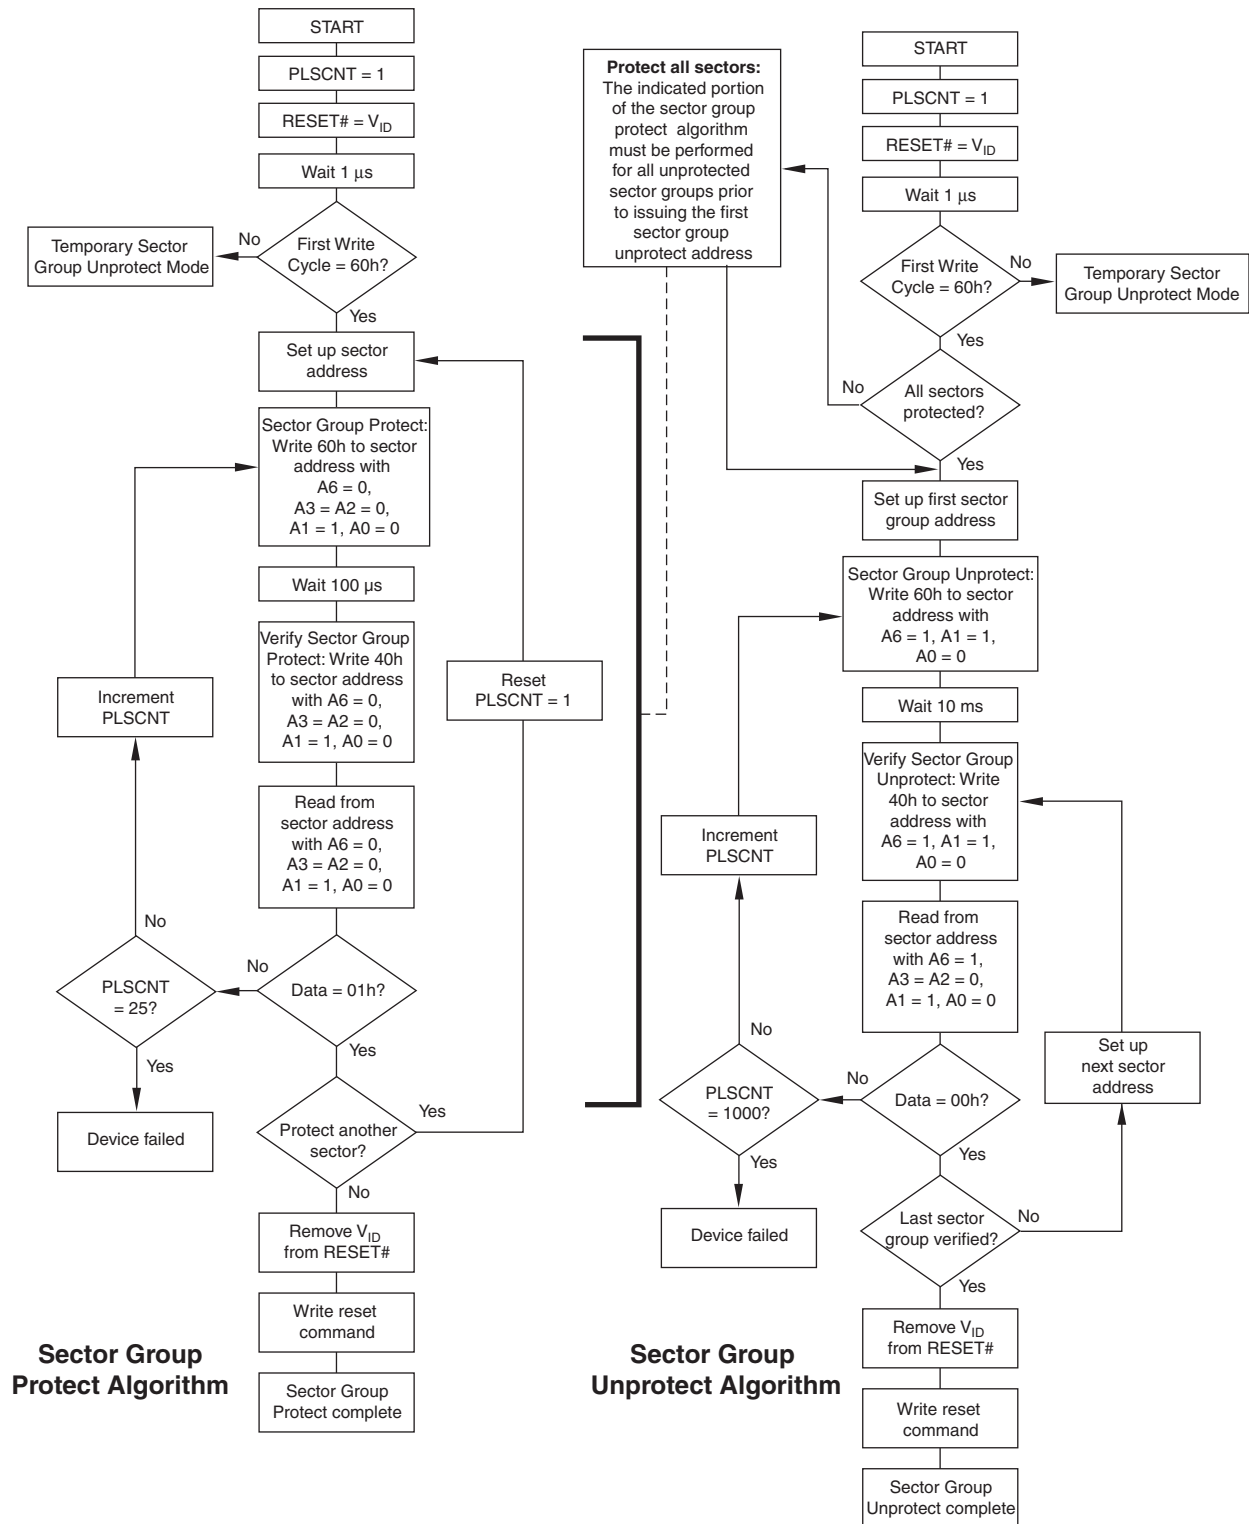 START
PLSCNT = 1
RESET# = VID
Wait 1 μs
First Write
Cycle = 60h?
No
Temporary Sector
Group Unprotect Mode
Yes
Set up sector
address
Sector Group Protect:
Write 60h to sector
address with
A6 = 0,
A3 = A2 = 0,
A1 = 1, A0 = 0
Wait 100 µs
Verify Sector Group
Protect: Write 40h
to sector address
with A6 = 0,
A3 = A2 = 0,
A1 = 1, A0 = 0
Increment
PLSCNT
Reset
PLSCNT = 1
Read from
sector address
with A6 = 0,
A3 = A2 = 0,
A1 = 1, A0 = 0
No
PLSCNT
= 25?
No
Data = 01h?
Yes
Yes
Device failed
Protect another
sector?
Yes
No
Remove VID
from RESET#
Write reset
command
Sector Group
Protect complete
Sector Group
Protect Algorithm
Protect all sectors:
The indicated portion
of the sector group
protect algorithm
must be performed
for all unprotected
sector groups prior
to issuing the first
sector group
unprotect address
START
PLSCNT = 1
RESET# = VID
Wait 1 μs
First Write
Cycle = 60h?
No
Temporary Sector
Group Unprotect Mode
Yes
No
All sectors
protected?
Yes
Set up first sector
group address
Sector Group Unprotect:
Write 60h to sector
address with
A6 = 1, A1 = 1,
A0 = 0
Wait 10 ms
Verify Sector Group
Unprotect: Write
40h to sector
address with
A6 = 1, A1 = 1,
A0 = 0
Increment
PLSCNT
Read from
sector address
with A6 = 1,
A3 = A2 = 0,
A1 = 1, A0 = 0
No
PLSCNT
= 1000?
No
Data = 00h?
Set up
next sector
address
Yes
Yes
Device failed
Last sector
group verified?
No
Yes
Remove VID
from RESET#
Write reset
command
Sector Group
Unprotect complete
Sector Group
Unprotect Algorithm